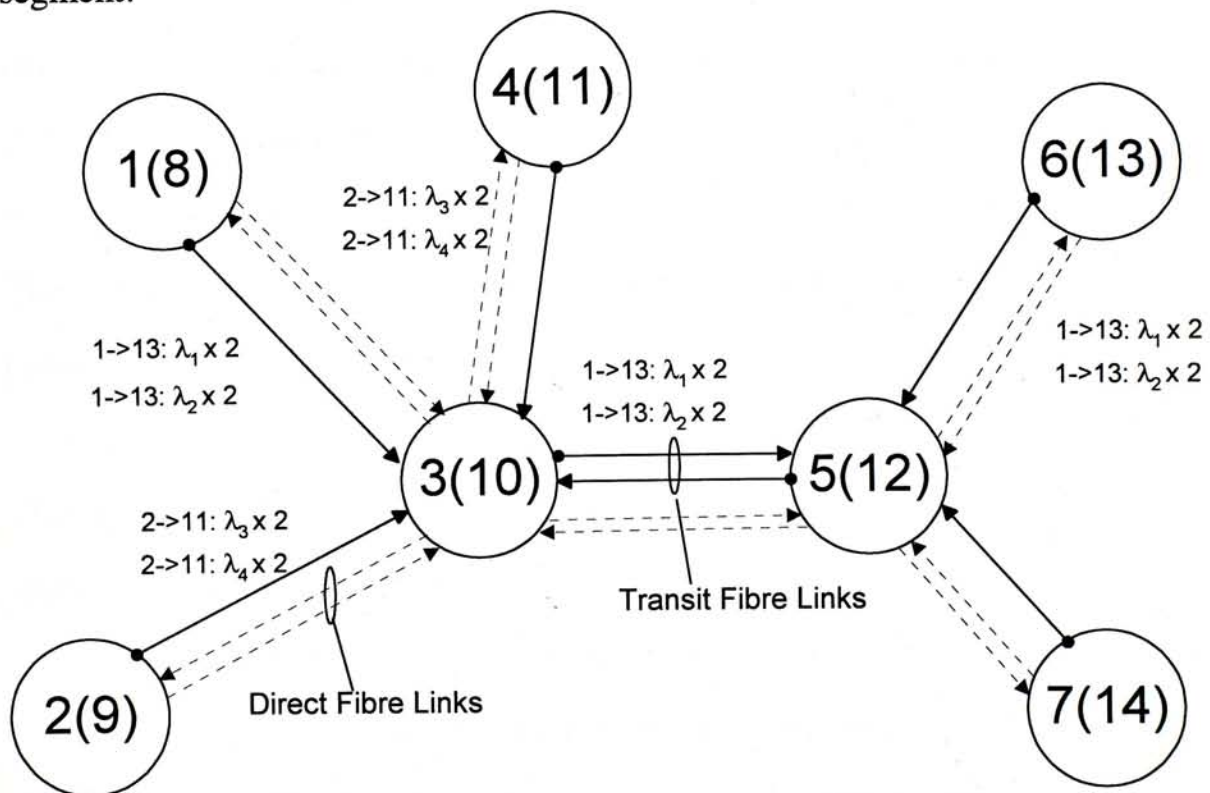 segment.
4(11)
1(8)
6(13)
2->11: λ₃ x 2
2->11: λ₄ x 2
1->13: λ₁ x 2
1->13: λ₂ x 2
1->13: λ₁ x 2
1->13: λ₂ x 2
1->13: λ₁ x 2
1->13: λ₂ x 2
3(10)
5(12)
2->11: λ₃ x 2
2->11: λ₄ x 2
Transit Fibre Links
Direct Fibre Links
2(9)
7(14)